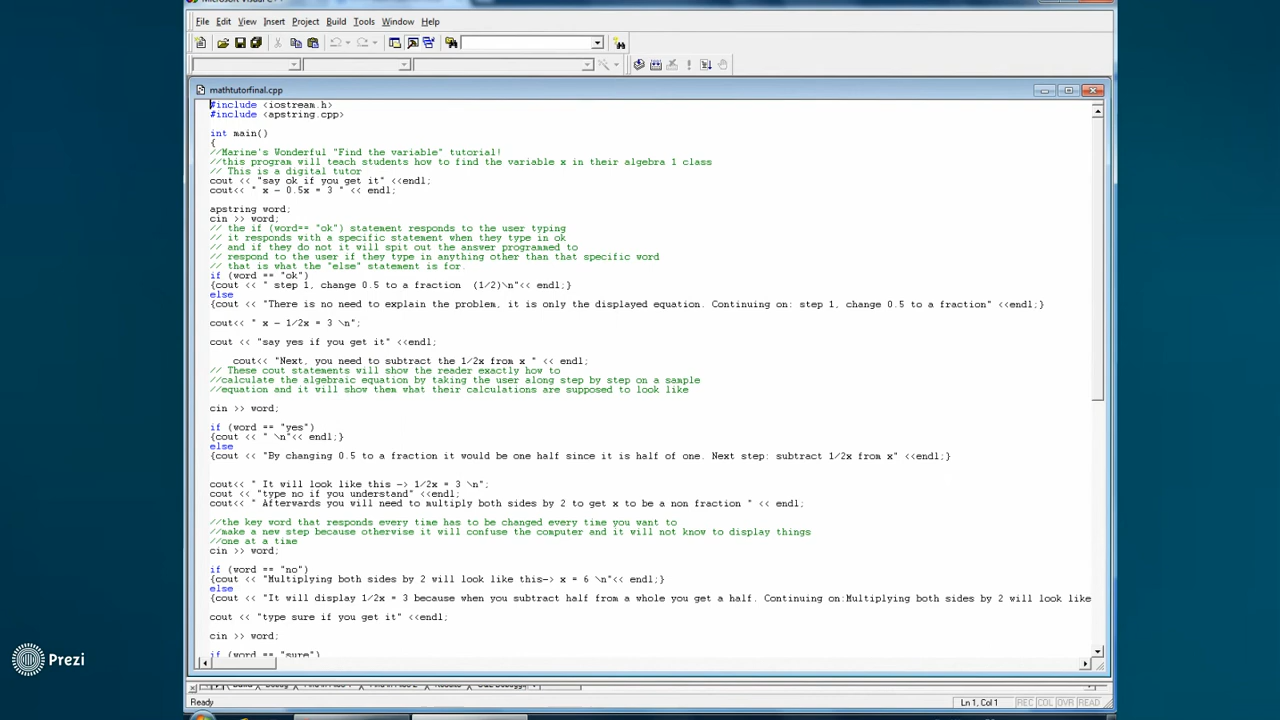 File Edit View Insert Project Build Tools Window Help
mathtutorfinal.cpp
#include <iostream.h>
#include <apstring.cpp>
int main()
{
//Marine's Wonderful "Find the variable" tutorial!
//this program will teach students how to find the variable x in their algebra 1 class
// This is a digital tutor
cout << "say ok if you get it" <<endl;
cout<< " x - 0.5x = 3 " << endl;
apstring word;
cin >> word;
// the if (word== "ok") statement responds to the user typing
// it responds with a specific statement when they type in ok
// and if they do not it will spit out the answer programmed to
// respond to the user if they type in anything other than that specific word
// that is what the "else" statement is for.
if (word == "ok")
{cout << " step 1, change 0.5 to a fraction  (1/2)\n"<< endl;}
else
{cout << "There is no need to explain the problem, it is only the displayed equation. Continuing on: step 1, change 0.5 to a fraction" <<endl;}
cout<< " x - 1/2x = 3 \n";
cout << "say yes if you get it" <<endl;
cout<< "Next, you need to subtract the 1/2x from x " << endl;
// These cout statements will show the reader exactly how to
//calculate the algebraic equation by taking the user along step by step on a sample
//equation and it will show them what their calculations are supposed to look like
cin >> word;
if (word == "yes")
{cout << " \n"<< endl;}
else
{cout << "By changing 0.5 to a fraction it would be one half since it is half of one. Next step: subtract 1/2x from x" <<endl;}
cout<< " It will look like this -> 1/2x = 3 \n";
cout << "type no if you understand" <<endl;
cout<< " Afterwards you will need to multiply both sides by 2 to get x to be a non fraction " << endl;
//the key word that responds every time has to be changed every time you want to
//make a new step because otherwise it will confuse the computer and it will not know to display things
//one at a time
cin >> word;
if (word == "no")
{cout << "Multiplying both sides by 2 will look like this-> x = 6 \n"<< endl;}
else
{cout << "It will display 1/2x = 3 because when you subtract half from a whole you get a half. Continuing on:Multiplying both sides by 2 will look like
cout << "type sure if you get it" <<endl;
cin >> word;
if (word == "sure")
Ready
Ln 1, Col 1
REC COL OVR READ
Prezi